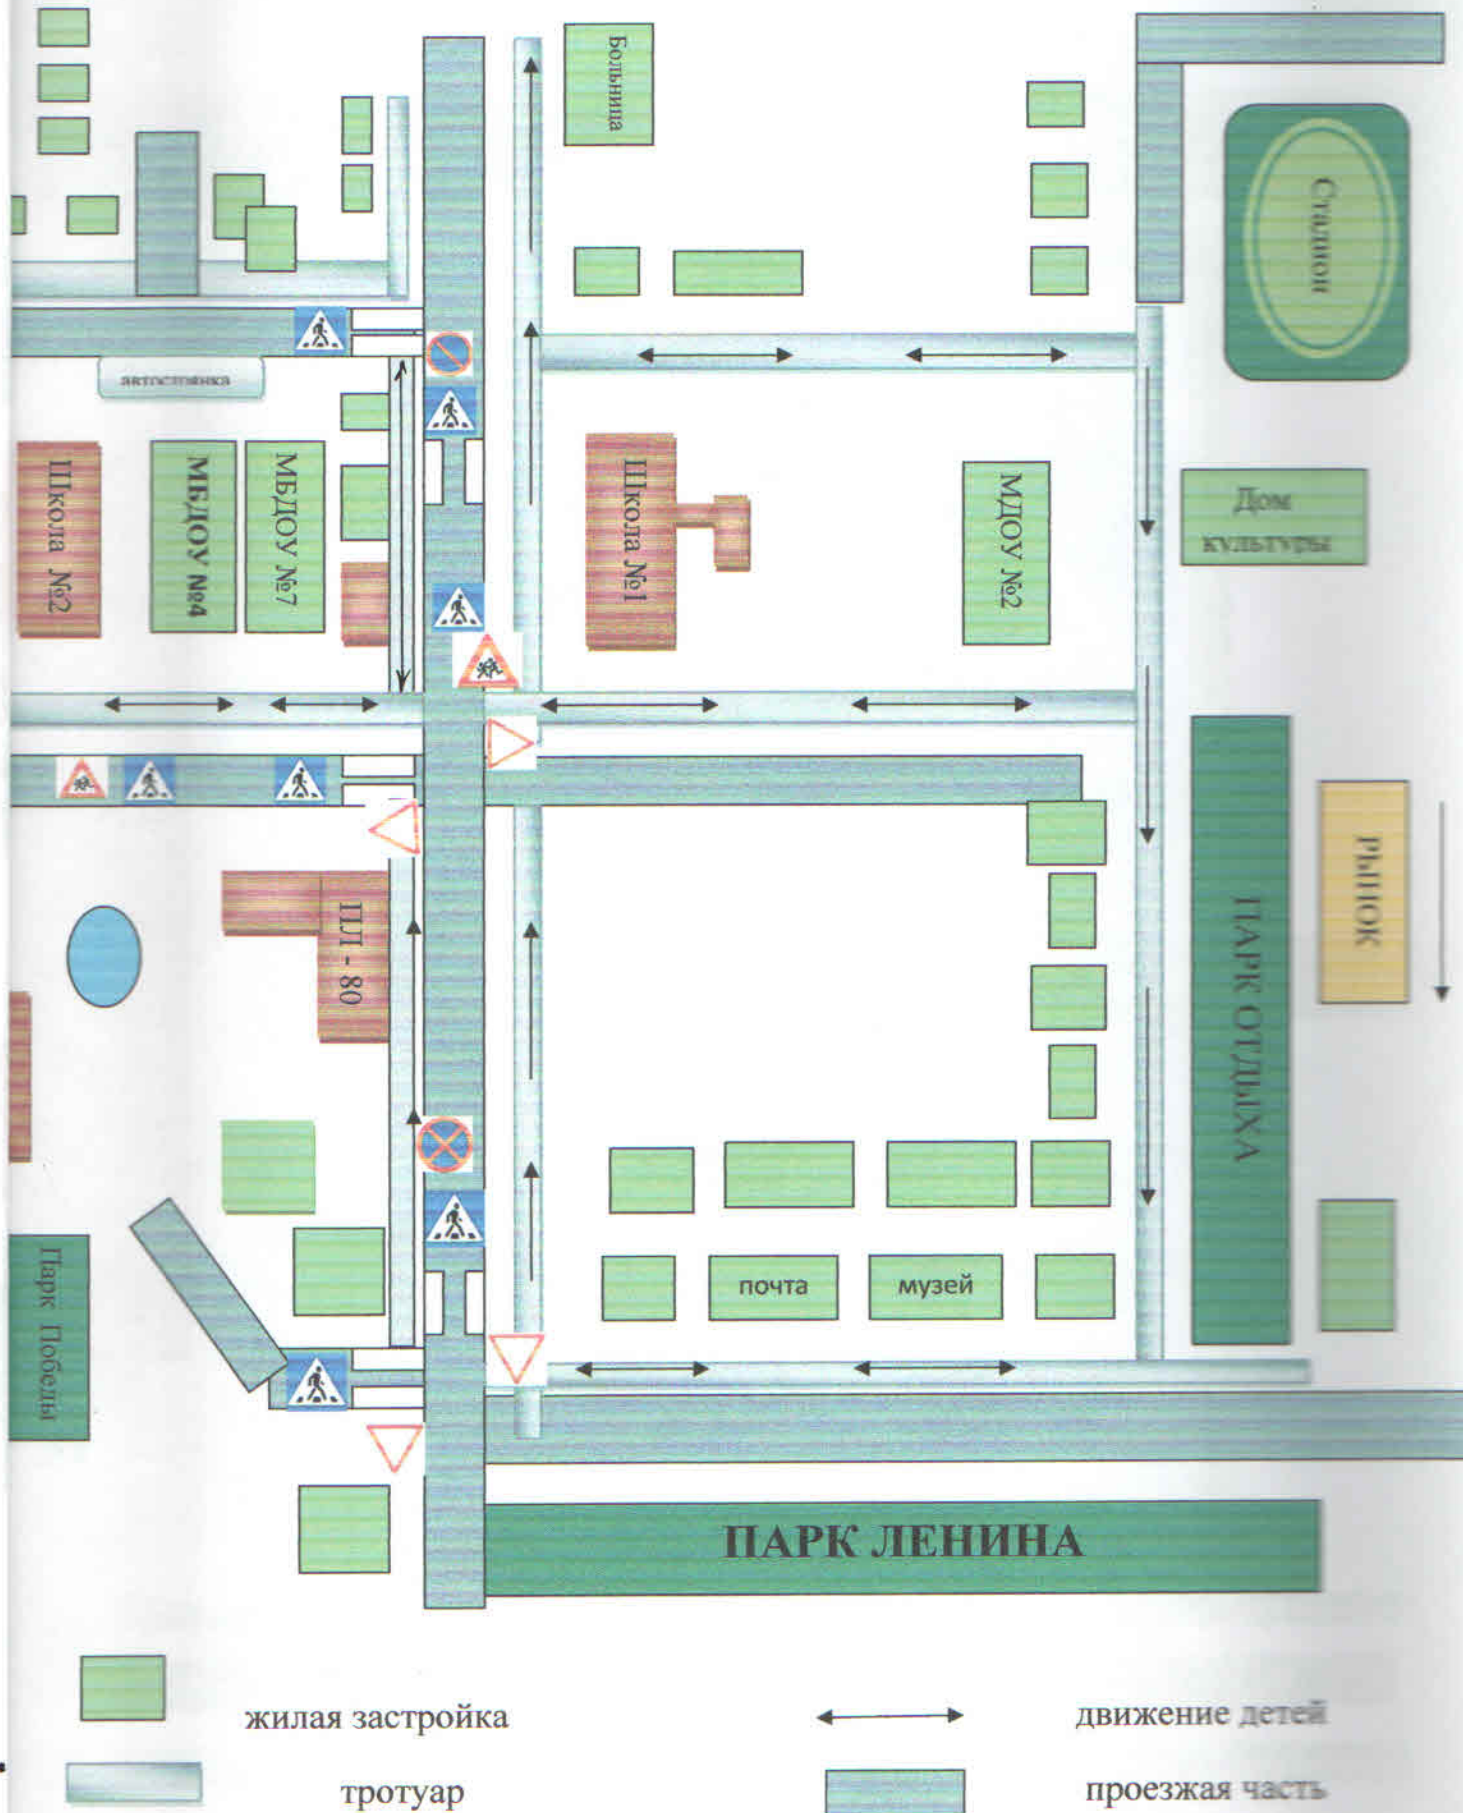 Больница
Стадион
автостоянка
Школа №2
МБДОУ №4
МБДОУ №7
Школа №1
МДОУ №2
Дом
культуры
РЫНОК
ПАРК ОТДЫХА
ПЛ - 80
почта
музей
Парк Победы
ПАРК ЛЕНИНА
жилая застройка
движение детей
тротуар
проезжая часть